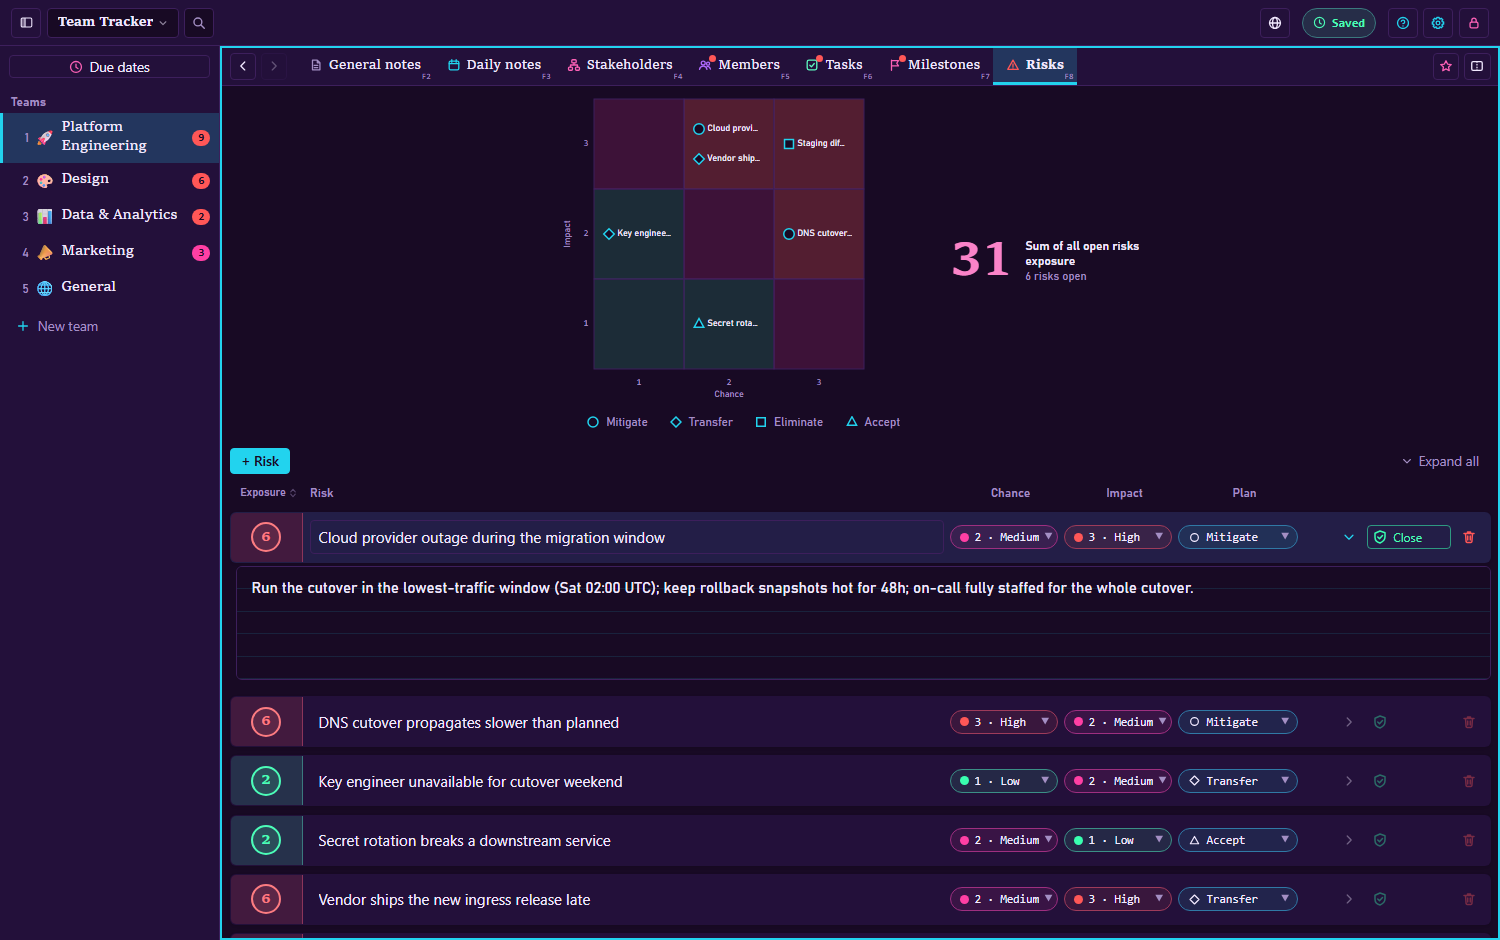 Team Tracker
Saved
Due dates
Teams
1 Platform Engineering 9
2 Design 6
3 Data & Analytics 2
4 Marketing 3
5 General
+ New team
General notes F2
Daily notes F3
Stakeholders F4
Members F5
Tasks F6
Milestones F7
Risks F8
Impact
3
Cloud provi...
Vendor ship...
Staging dif...
2
Key enginee...
DNS cutover...
1
Secret rota...
1 2 3
Chance
Mitigate Transfer Eliminate Accept
31
Sum of all open risks
exposure
6 risks open
+ Risk
Expand all
Exposure Risk Chance Impact Plan
6 Cloud provider outage during the migration window 2 · Medium 3 · High Mitigate Close
Run the cutover in the lowest-traffic window (Sat 02:00 UTC); keep rollback snapshots hot for 48h; on-call fully staffed for the whole cutover.
6 DNS cutover propagates slower than planned 3 · High 2 · Medium Mitigate
2 Key engineer unavailable for cutover weekend 1 · Low 2 · Medium Transfer
2 Secret rotation breaks a downstream service 2 · Medium 1 · Low Accept
6 Vendor ships the new ingress release late 2 · Medium 3 · High Transfer